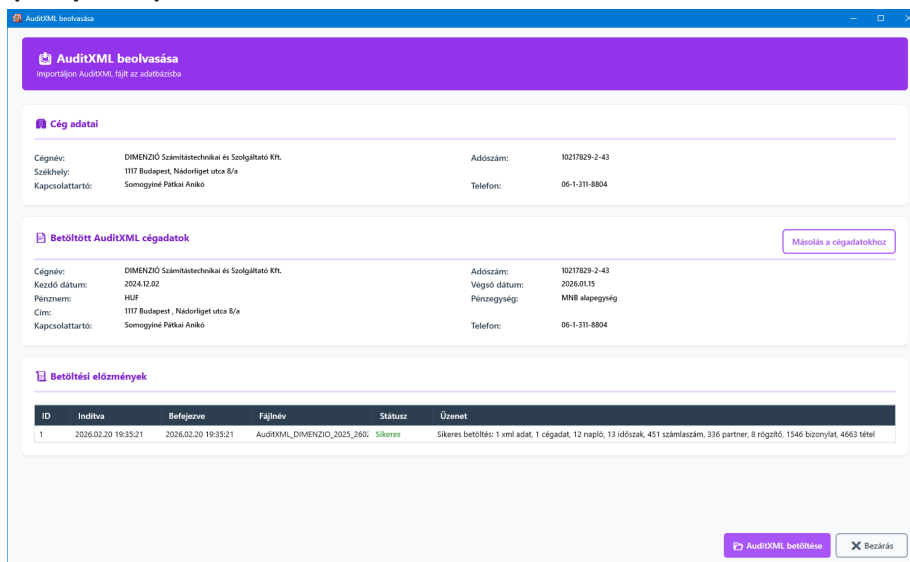 AuditXML beolvasása
AuditXML beolvasása
Importáljon AuditXML fájlt az adatbázisba
Cég adatai
Cégnév: DIMENZIÓ Számítástechnikai és Szolgáltató Kft. Adószám: 10217829-2-43
Székhely: 1117 Budapest, Nádorliget utca 8/a
Kapcsolattartó: Somogyiné Pátkai Anikó Telefon: 06-1-311-8804
Betöltött AuditXML cégadatok Másolás a cégadatokhoz
Cégnév: DIMENZIÓ Számítástechnikai és Szolgáltató Kft. Adószám: 10217829-2-43
Kezdő dátum: 2024.12.02 Végső dátum: 2026.01.15
Pénznem: HUF Pénzegység: MNB alapegység
Cím: 1117 Budapest , Nádorliget utca 8/a
Kapcsolattartó: Somogyiné Pátkai Anikó Telefon: 06-1-311-8804
Betöltési előzmények
ID Indítva Befejezve Fájlnév Státusz Üzenet
1 2026.02.20 19:35:21 2026.02.20 19:35:21 AuditXML_DIMENZIO_2025_260 Sikeres Sikeres betöltés: 1 xml adat, 1 cégadat, 12 napló, 13 időszak, 451 számlaszám, 336 partner, 8 rögzítő, 1546 bizonylat, 4663 tétel
AuditXML betöltése Bezárás